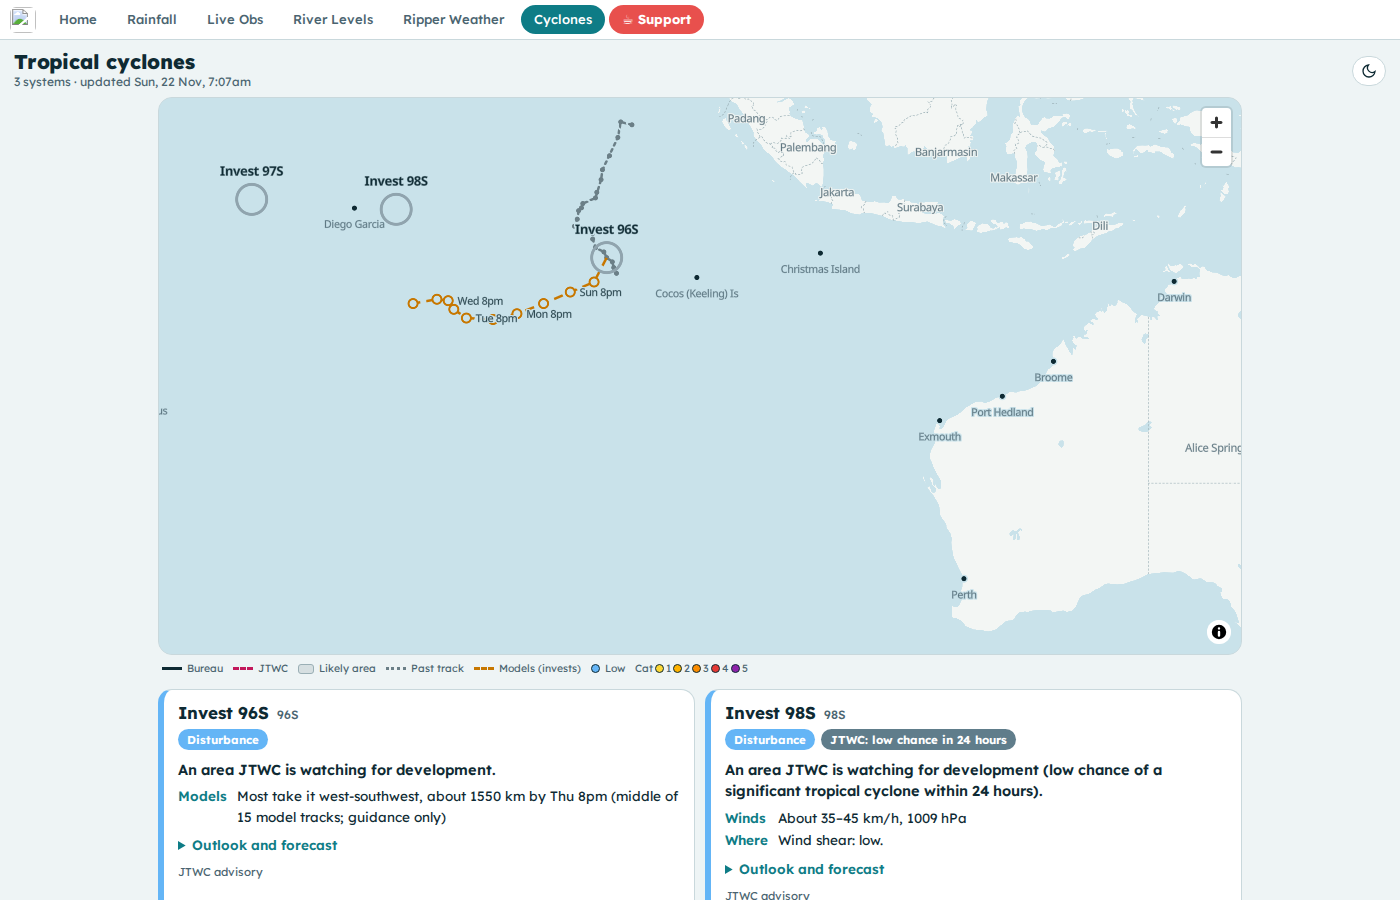 Home Rainfall Live Obs River Levels Ripper Weather Cyclones ☕ Support
Tropical cyclones
3 systems · updated Sun, 22 Nov, 7:07am
Padang
Palembang
Banjarmasin
Makassar
Jakarta
Surabaya
Dili
Invest 97S
Invest 98S
Diego Garcia
Invest 96S
Christmas Island
Cocos (Keeling) Is
Sun 8pm
Wed 8pm
Mon 8pm
Tue 8pm
Darwin
Broome
Port Hedland
Exmouth
us
Alice Spring
Perth
Bureau JTWC Likely area Past track Models (invests) Low Cat 1 2 3 4 5
Invest 96S 96S
Disturbance
An area JTWC is watching for development.
Models Most take it west-southwest, about 1550 km by Thu 8pm (middle of
15 model tracks; guidance only)
Outlook and forecast
JTWC advisory
Invest 98S 98S
Disturbance JTWC: low chance in 24 hours
An area JTWC is watching for development (low chance of a
significant tropical cyclone within 24 hours).
Winds About 35–45 km/h, 1009 hPa
Where Wind shear: low.
Outlook and forecast
JTWC advisory